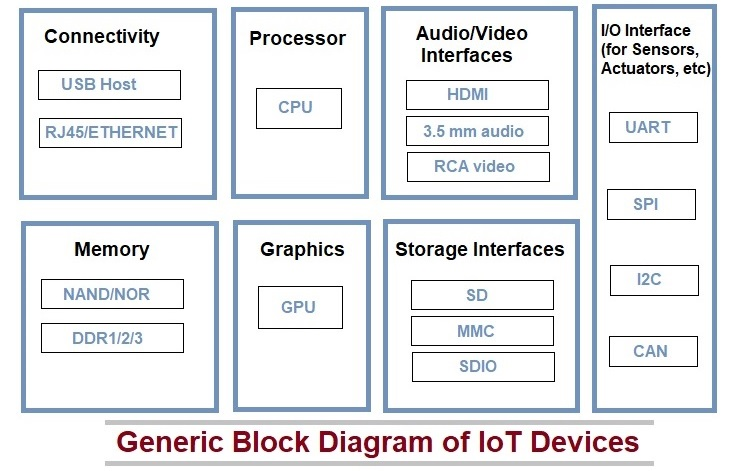 Connectivity
USB Host
RJ45/ETHERNET
Processor
CPU
Audio/Video
Interfaces
HDMI
3.5 mm audio
RCA video
I/O Interface
(for Sensors,
Actuators, etc)
UART
SPI
I2C
CAN
Memory
NAND/NOR
DDR1/2/3
Graphics
GPU
Storage Interfaces
SD
MMC
SDIO
Generic Block Diagram of IoT Devices